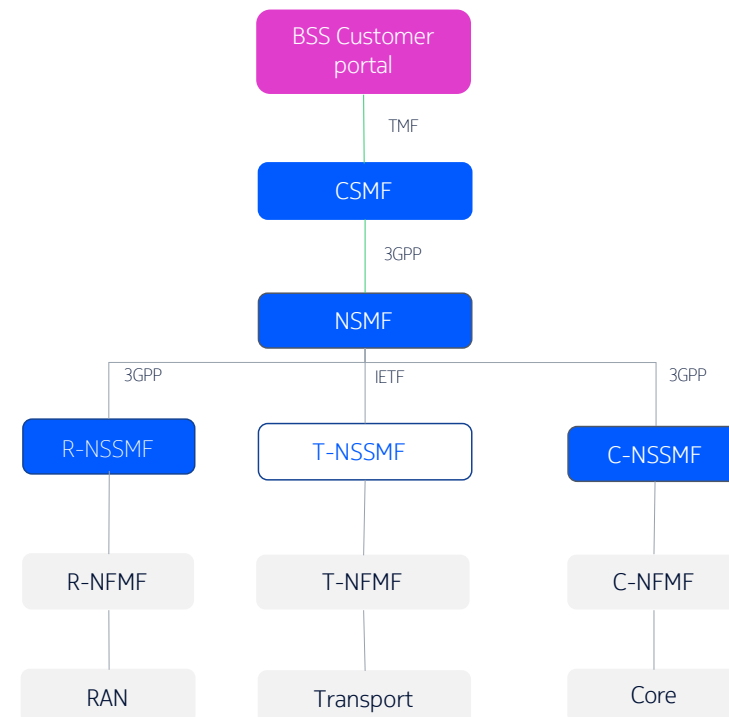 BSS Customer
portal
TMF
CSMF
3GPP
NSMF
3GPP
IETF
3GPP
R-NSSMF
T-NSSMF
C-NSSMF
R-NFMF
T-NFMF
C-NFMF
RAN
Transport
Core